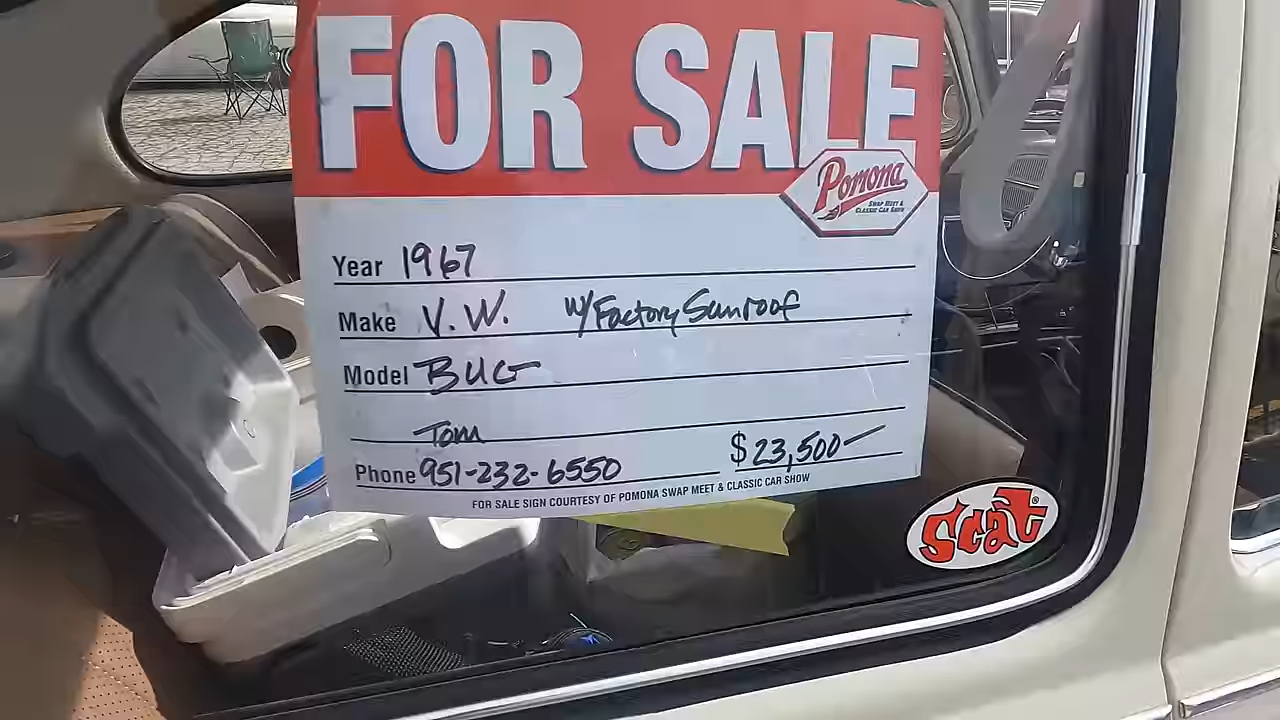 FOR SALE
Pomona
SWAP MEET &
CLASSIC CAR SHOW
Year 1967
Make V.W. W/Factory Sunroof
Model BUG
Tom
Phone 951-232-6550 $23,500
FOR SALE SIGN COURTESY OF POMONA SWAP MEET & CLASSIC CAR SHOW
Scat®